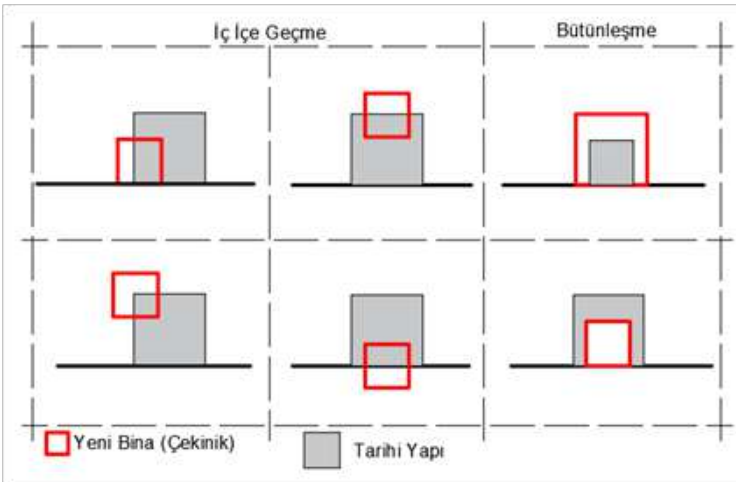 İç İçe Geçme
Bütünleşme
Yeni Bina (Çekinik)
Tarihi Yapı